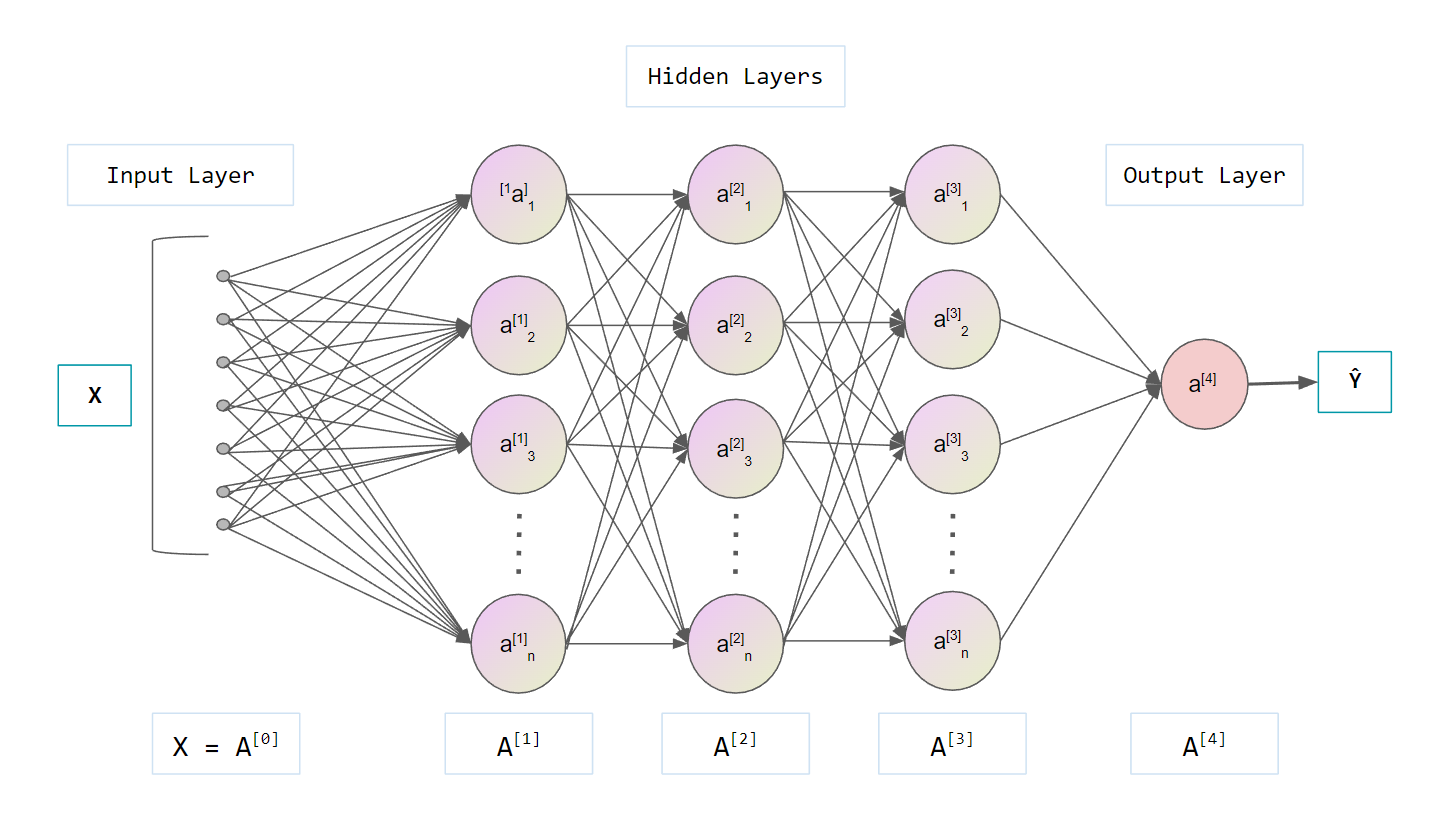 Hidden Layers
Input Layer
Output Layer
[1a]1
a[2]1
a[3]1
a[1]2
a[2]2
a[3]2
X
a[4]
Ŷ
a[1]3
a[2]3
a[3]3
a[1]n
a[2]n
a[3]n
X = A[0]
A[1]
A[2]
A[3]
A[4]